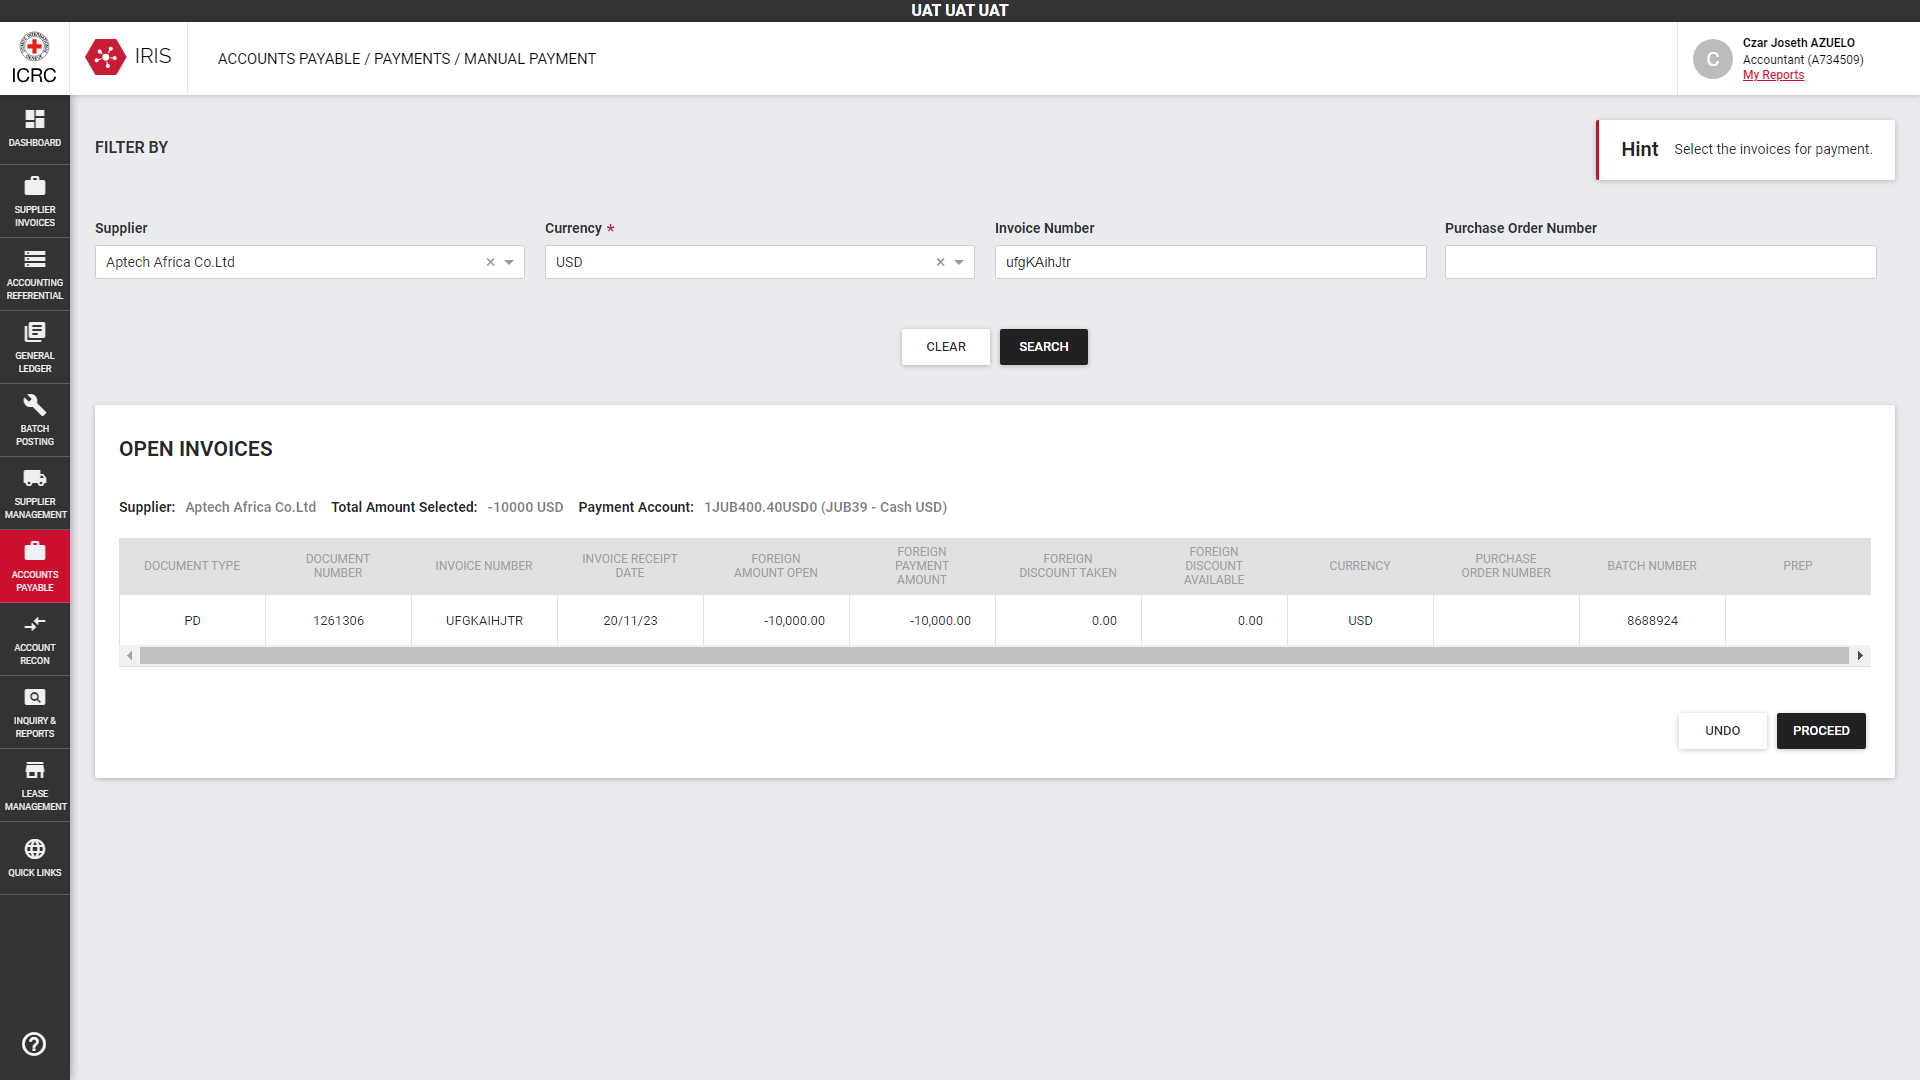 UAT UAT UAT
ICRC
IRIS
ACCOUNTS PAYABLE / PAYMENTS / MANUAL PAYMENT
C
Czar Joseth AZUELO
Accountant (A734509)
My Reports
DASHBOARD
SUPPLIER
INVOICES
ACCOUNTING
REFERENTIAL
GENERAL
LEDGER
BATCH
POSTING
SUPPLIER
MANAGEMENT
ACCOUNTS
PAYABLE
ACCOUNT
RECON
INQUIRY &
REPORTS
LEASE
MANAGEMENT
QUICK LINKS
FILTER BY
Hint Select the invoices for payment.
Supplier Currency * Invoice Number Purchase Order Number
Aptech Africa Co.Ltd USD ufgKAihJtr
CLEAR SEARCH
OPEN INVOICES
Supplier: Aptech Africa Co.Ltd Total Amount Selected: -10000 USD Payment Account: 1JUB400.40USD0 (JUB39 - Cash USD)
DOCUMENT TYPE
DOCUMENT
NUMBER
INVOICE NUMBER
INVOICE RECEIPT
DATE
FOREIGN
AMOUNT OPEN
FOREIGN
PAYMENT
AMOUNT
FOREIGN
DISCOUNT TAKEN
FOREIGN
DISCOUNT
AVAILABLE
CURRENCY
PURCHASE
ORDER NUMBER
BATCH NUMBER
PREP
PD 1261306 UFGKAIHJTR 20/11/23 -10,000.00 -10,000.00 0.00 0.00 USD 8688924
UNDO PROCEED